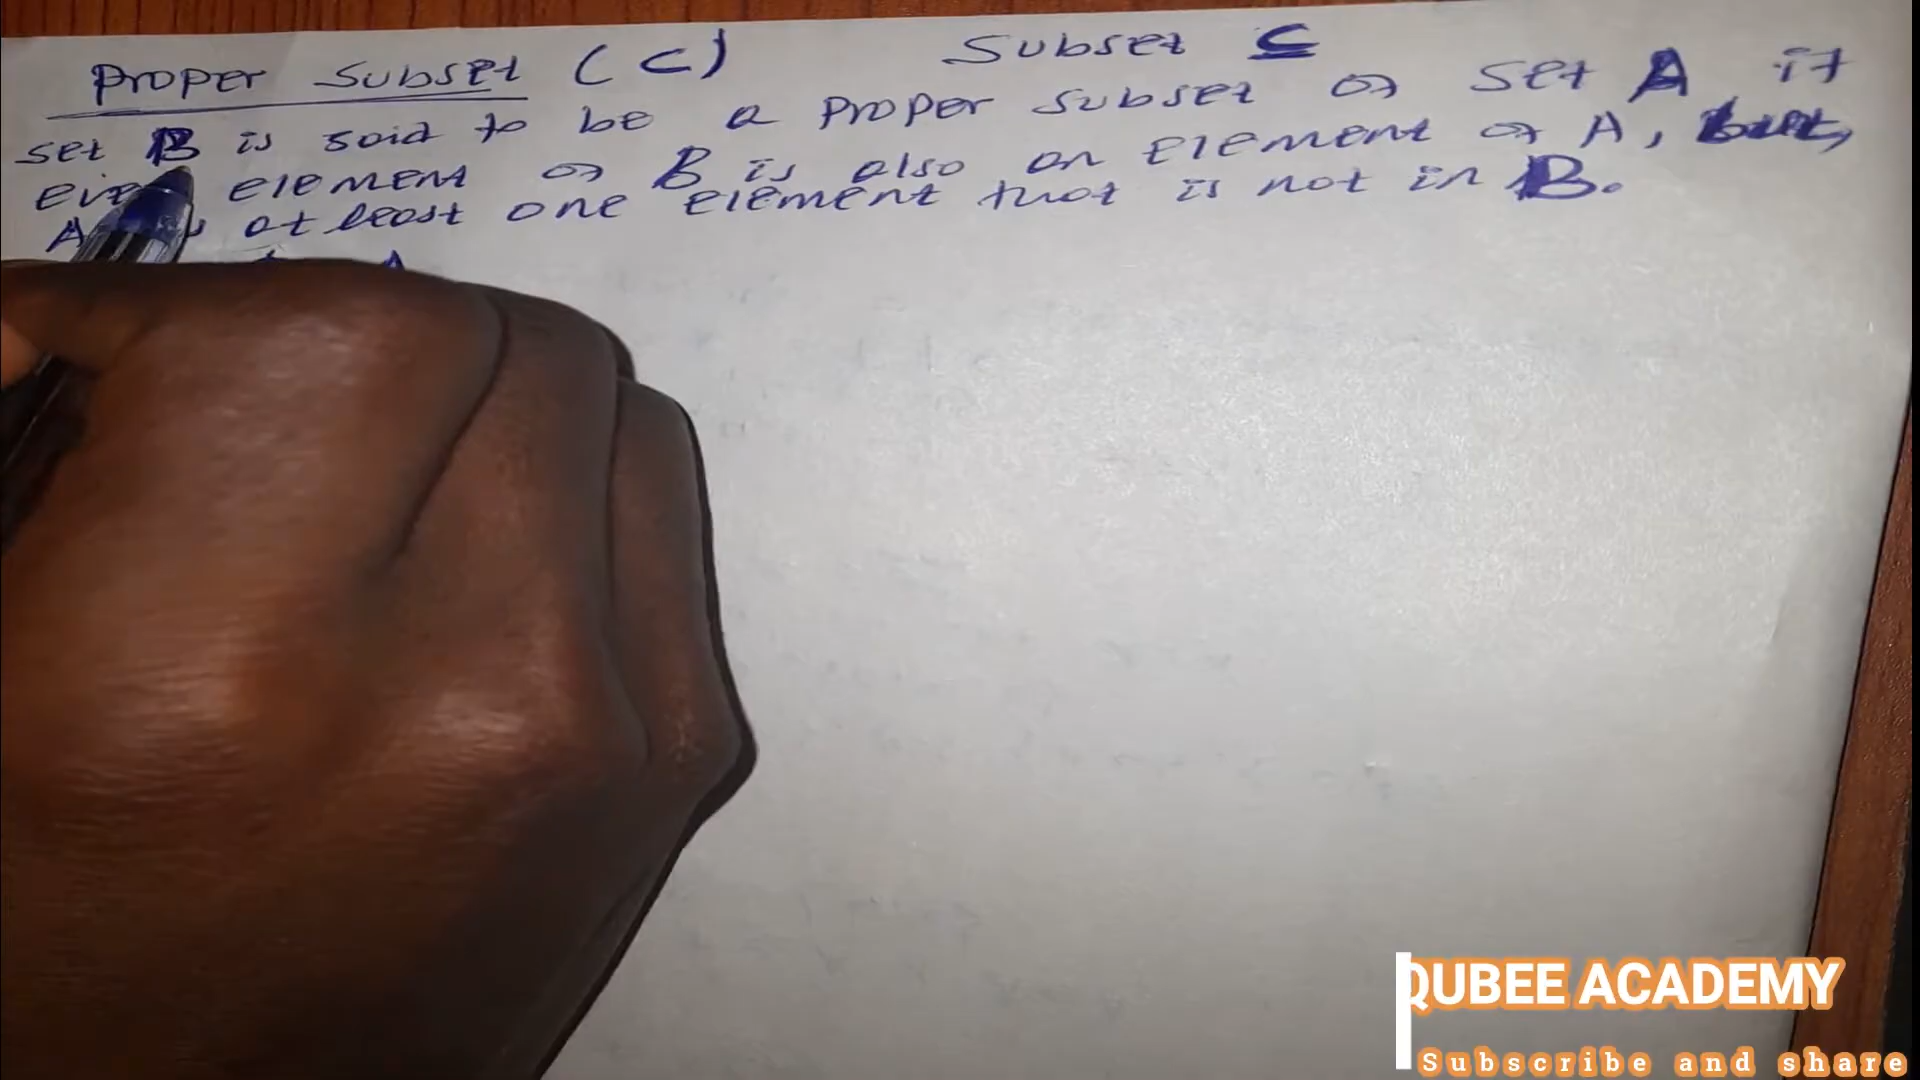 Proper Subset (⊂) Subset ⊆
Set B is said to be a Proper subset of set A if
element of B is also an element of A, but,
A at least one element that is not in B.
QUBEE ACADEMY
Subscribe and share